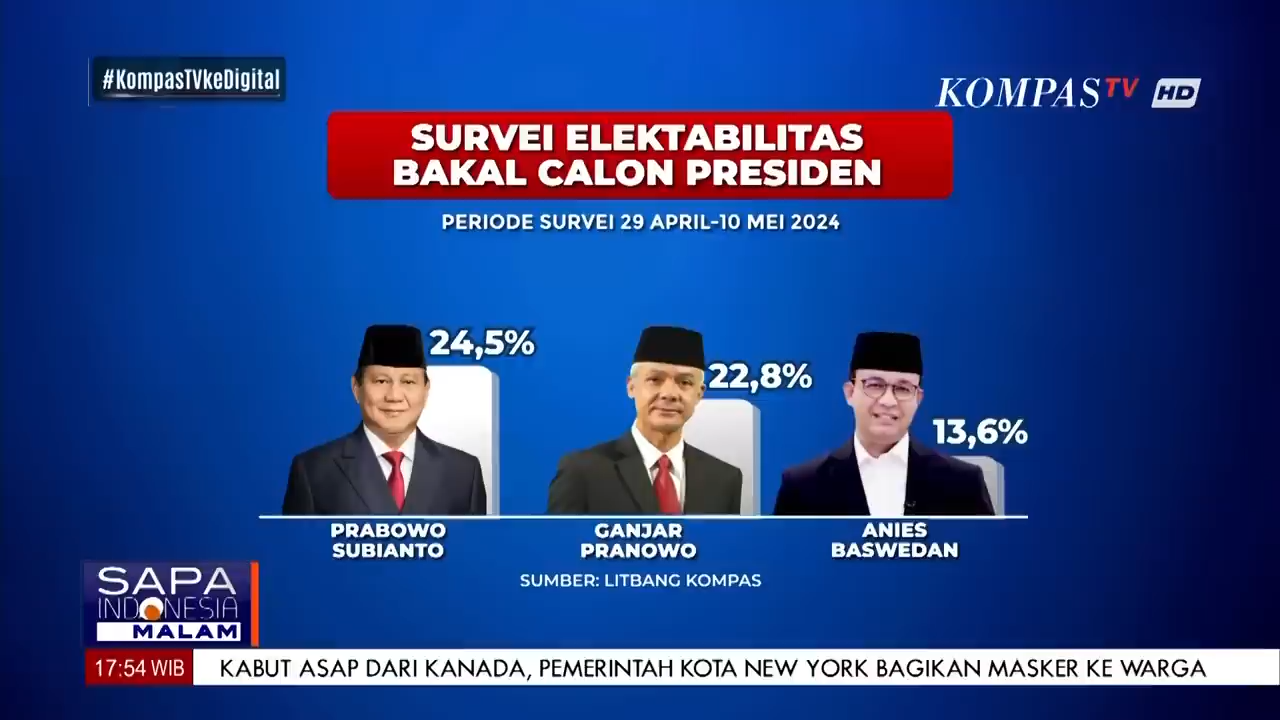 #KompasTVkeDigital
KOMPAS TV HD
SURVEI ELEKTABILITAS
BAKAL CALON PRESIDEN
PERIODE SURVEI 29 APRIL-10 MEI 2024
24,5%
22,8%
13,6%
PRABOWO
SUBIANTO
GANJAR
PRANOWO
ANIES
BASWEDAN
SUMBER: LITBANG KOMPAS
SAPA
INDONESIA
MALAM
17:54 WIB
KABUT ASAP DARI KANADA, PEMERINTAH KOTA NEW YORK BAGIKAN MASKER KE WARGA